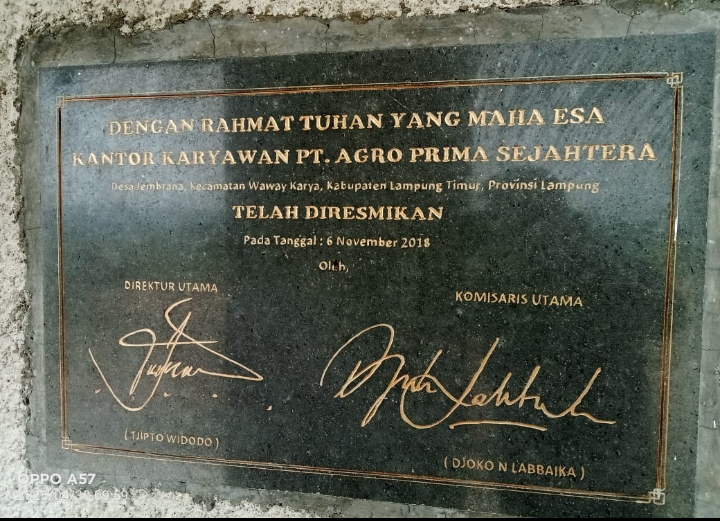 DENGAN RAHMAT TUHAN YANG MAHA ESA
KANTOR KARYAWAN PT. AGRO PRIMA SEJAHTERA
Desa Jembrana, Kecamatan Waway Karya, Kabupaten Lampung Timur, Provinsi Lampung
TELAH DIRESMIKAN
Pada Tanggal : 6 November 2018
Oleh,
DIREKTUR UTAMA
KOMISARIS UTAMA
( TJIPTO WIDODO )
( DJOKO N LABBAIKA )
OPPO A57